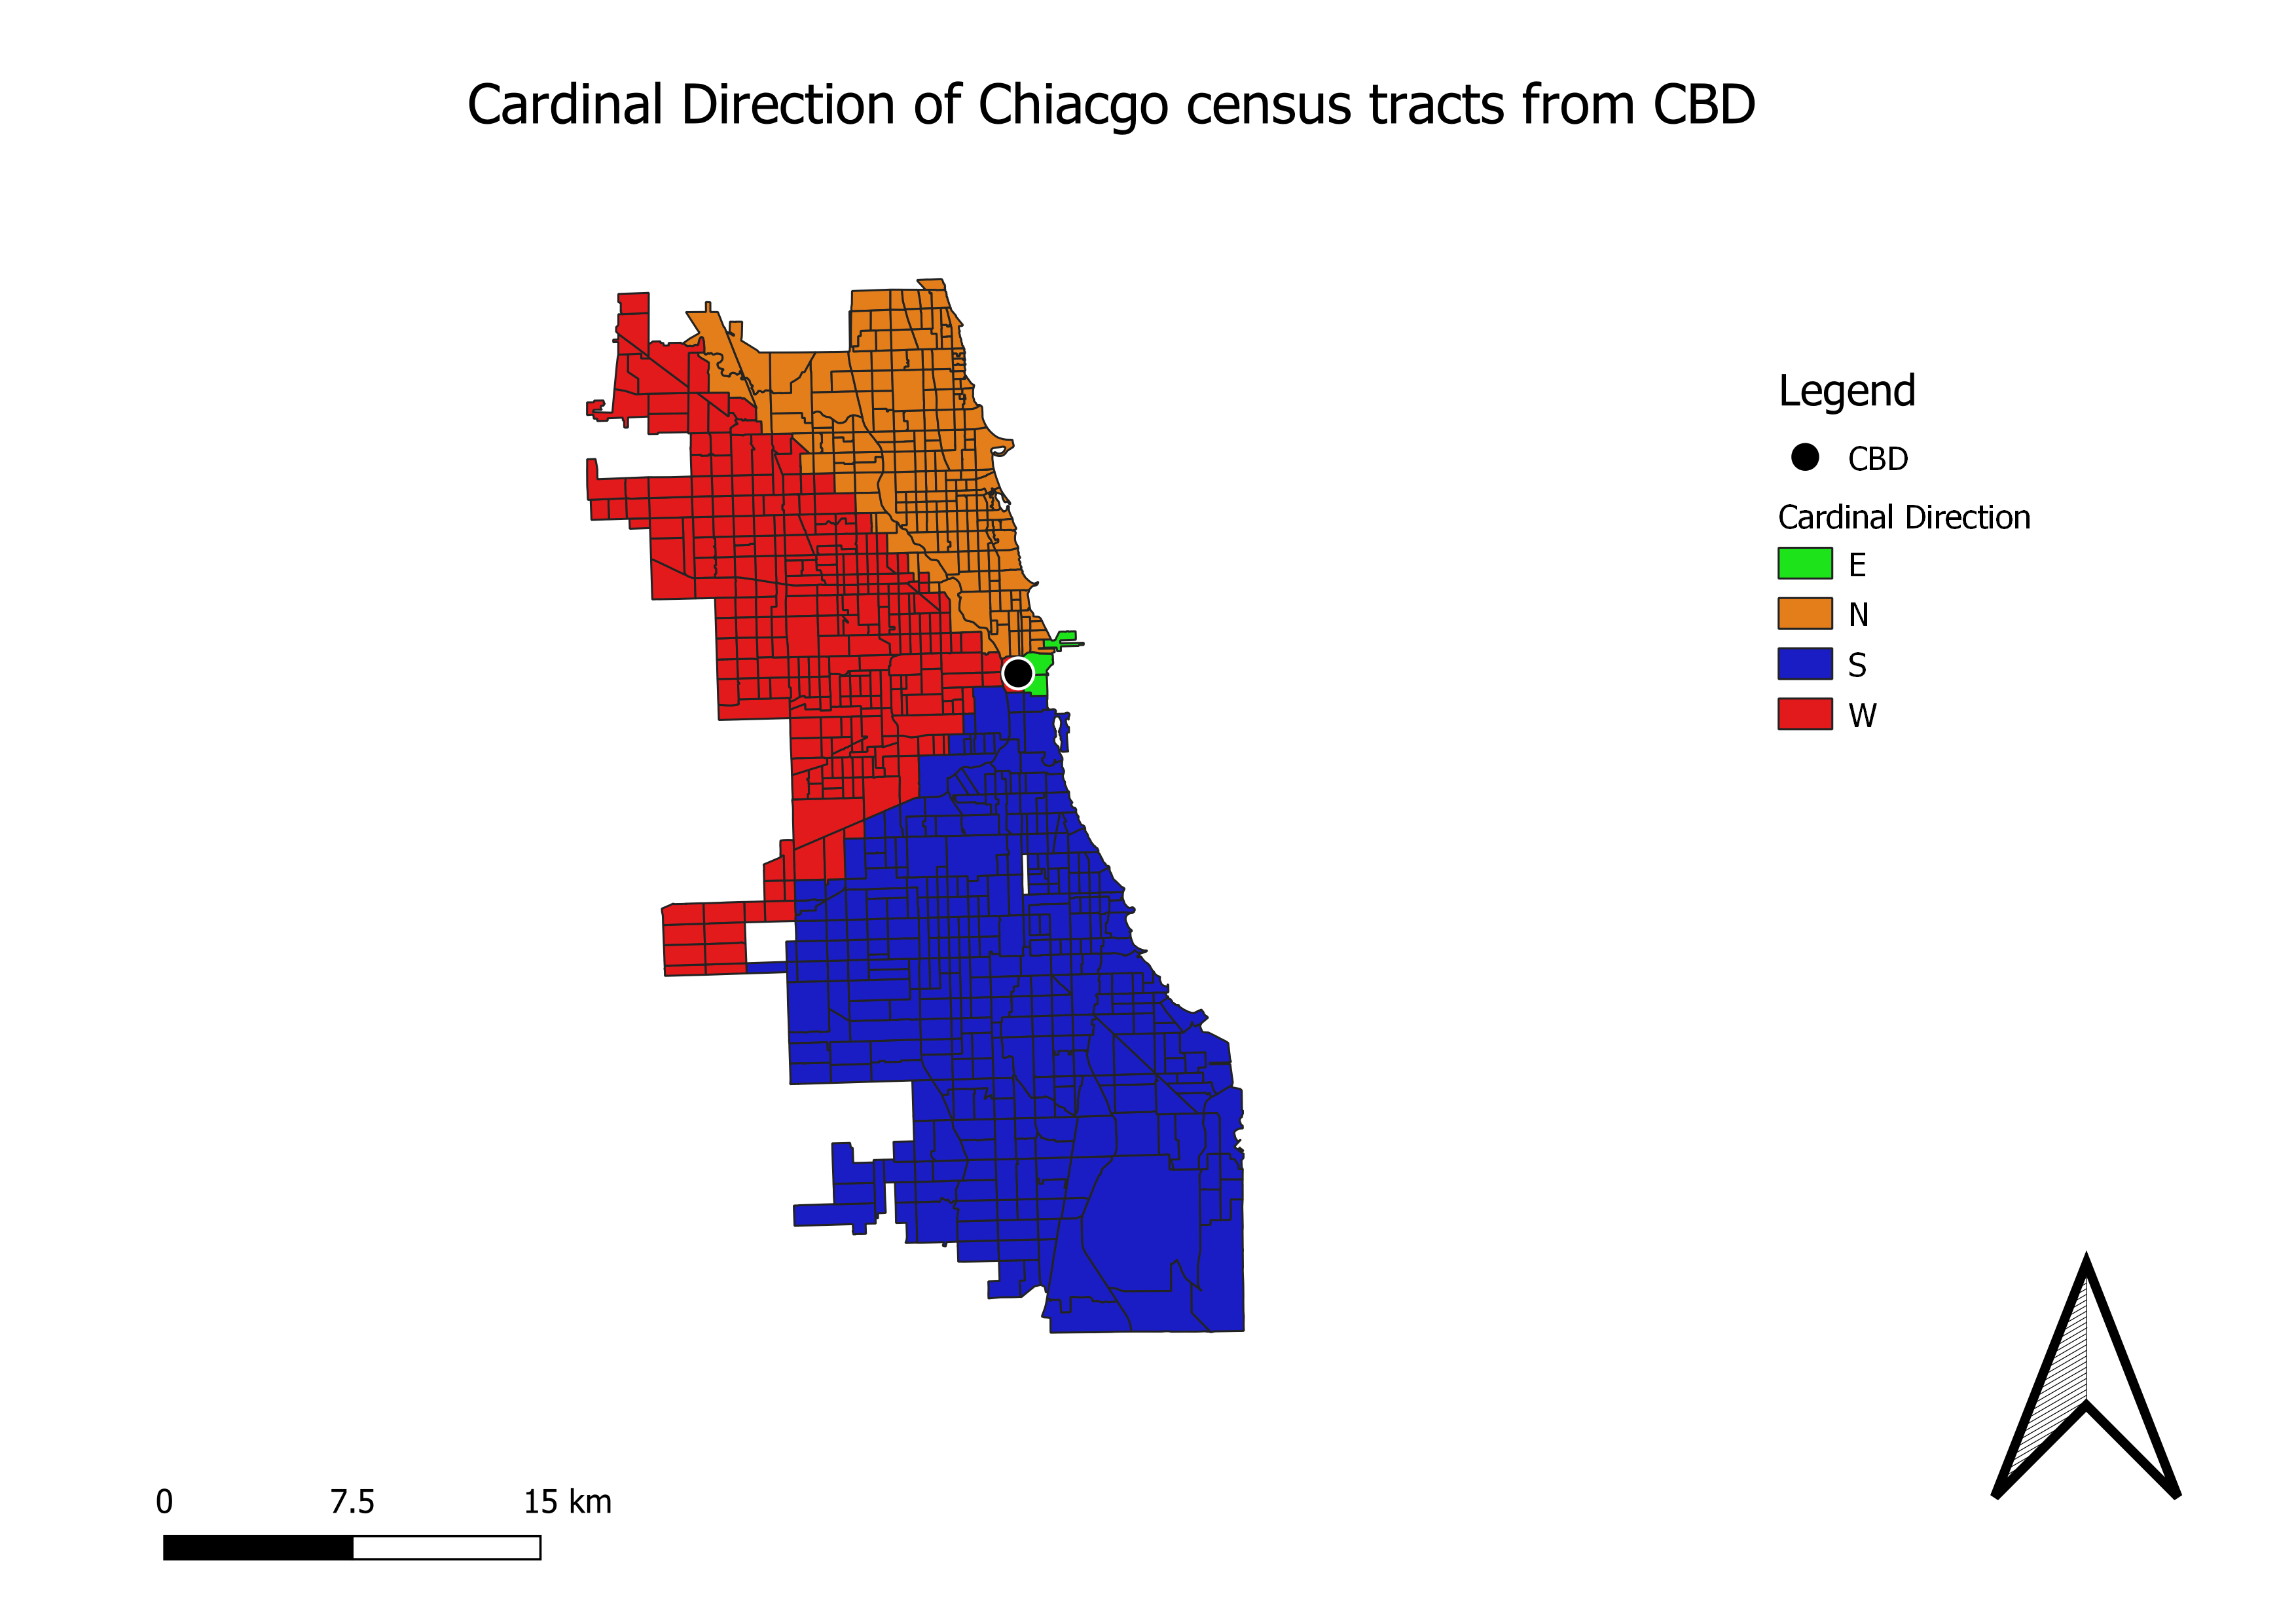 Cardinal Direction of Chiacgo census tracts from CBD
Legend
CBD
Cardinal Direction
E
N
S
W
0 7.5 15 km